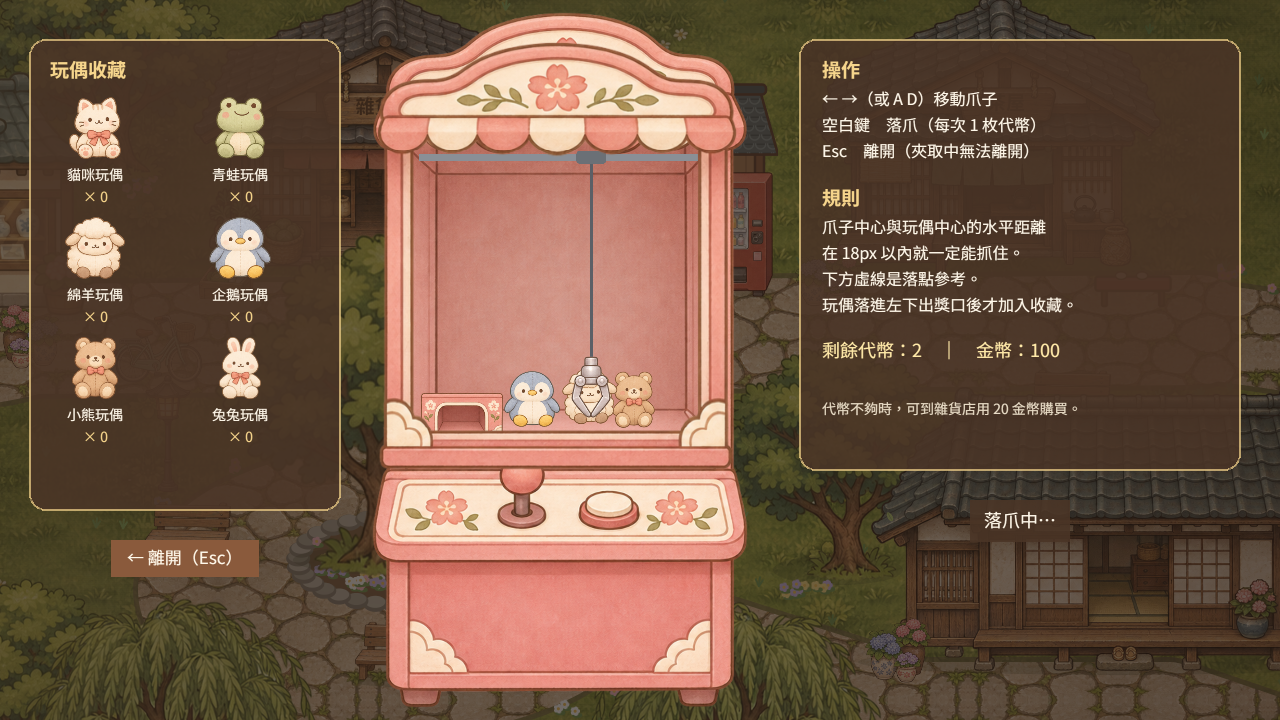 玩偶收藏
貓咪玩偶
× 0
青蛙玩偶
× 0
綿羊玩偶
× 0
企鵝玩偶
× 0
小熊玩偶
× 0
兔兔玩偶
× 0
← 離開（Esc）
雜
操作
← →（或 A D）移動爪子
空白鍵　落爪（每次 1 枚代幣）
Esc　離開（夾取中無法離開）
規則
爪子中心與玩偶中心的水平距離
在 18px 以內就一定能抓住。
下方虛線是落點參考。
玩偶落進左下出獎口後才加入收藏。
剩餘代幣：2　｜　金幣：100
代幣不夠時，可到雜貨店用 20 金幣購買。
落爪中…